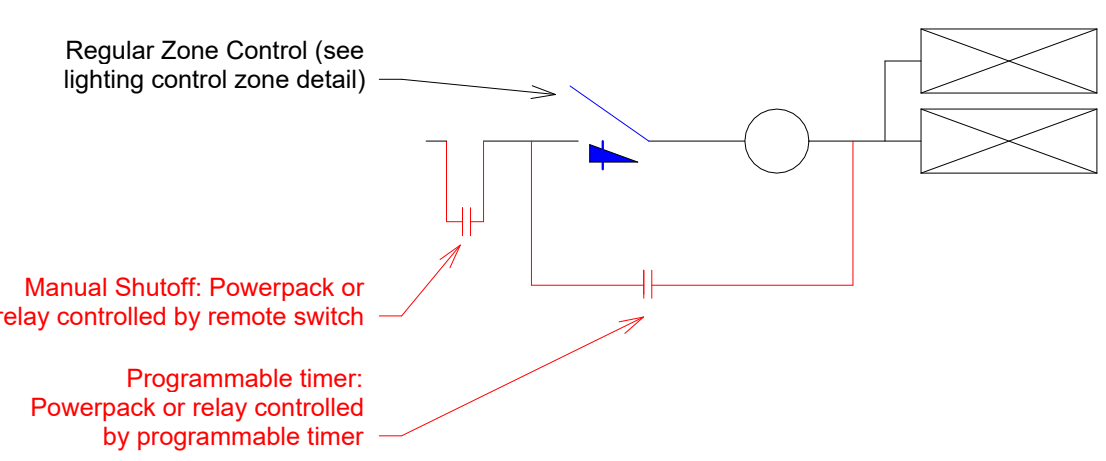 Regular Zone Control (see
lighting control zone detail)
Manual Shutoff: Powerpack or
relay controlled by remote switch
Programmable timer:
Powerpack or relay controlled
by programmable timer